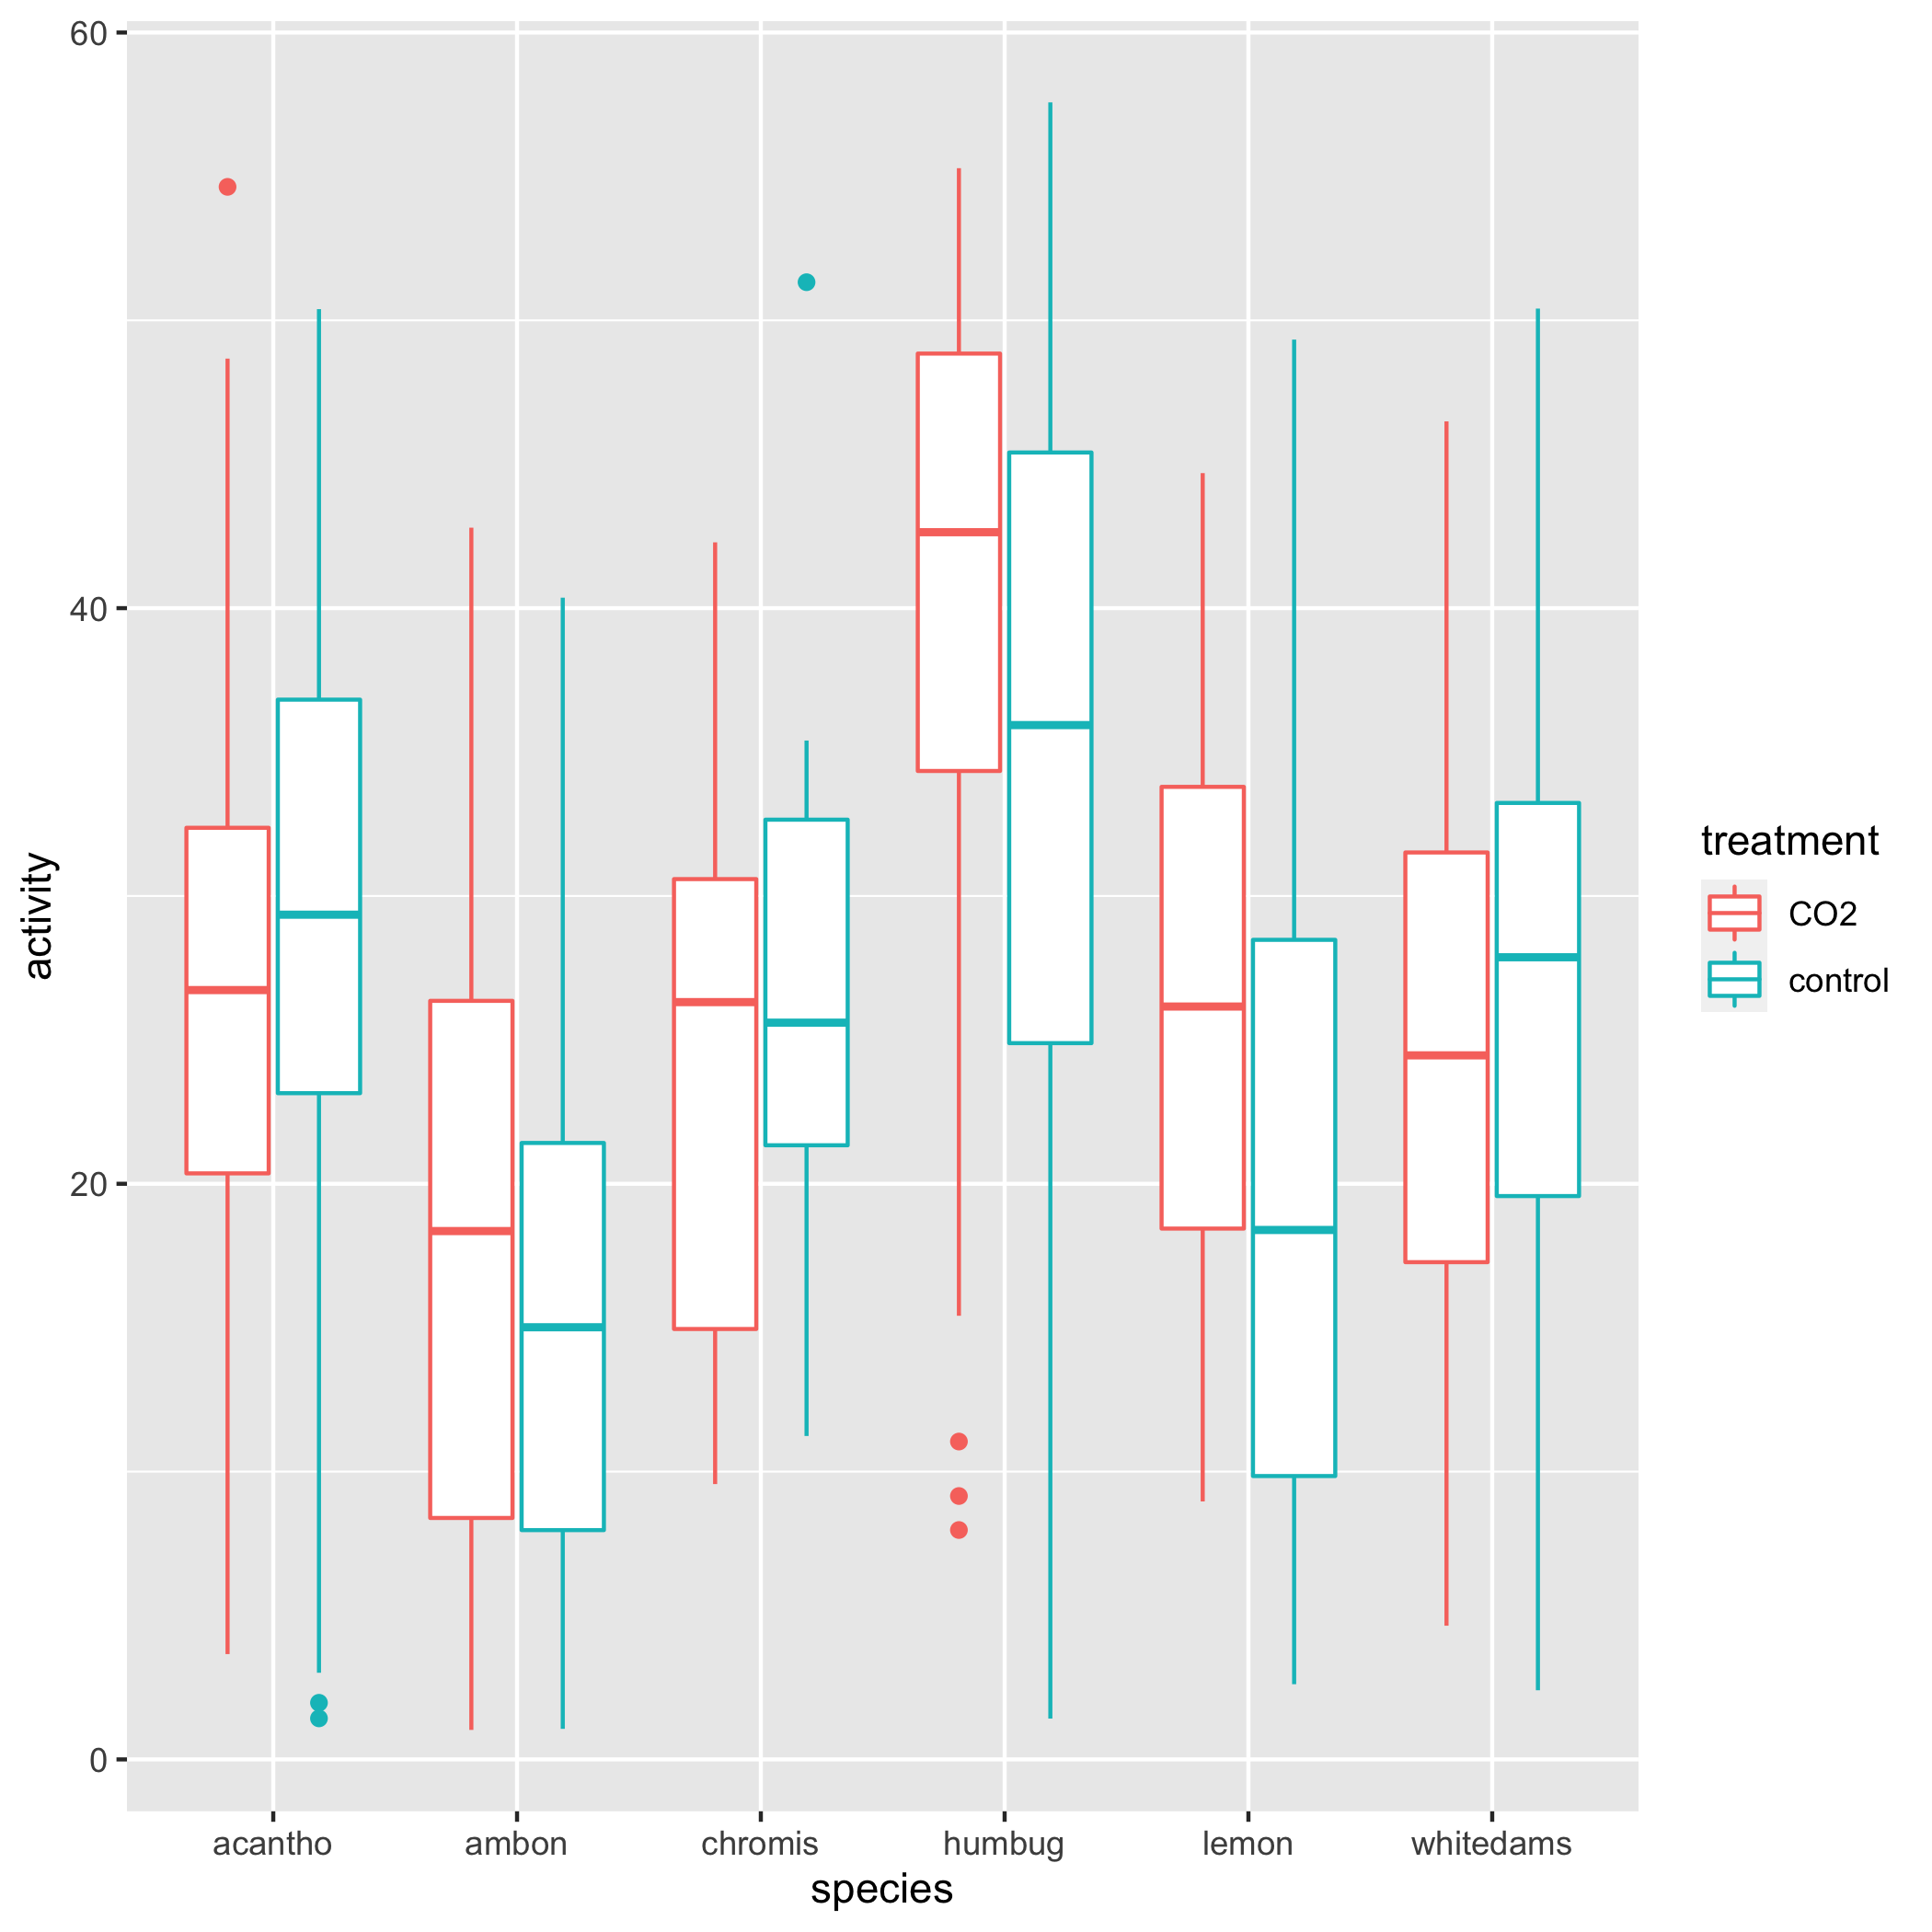 60
40
20
0
activity
acantho ambon chromis humbug lemon whitedams
species
treatment
CO2
control